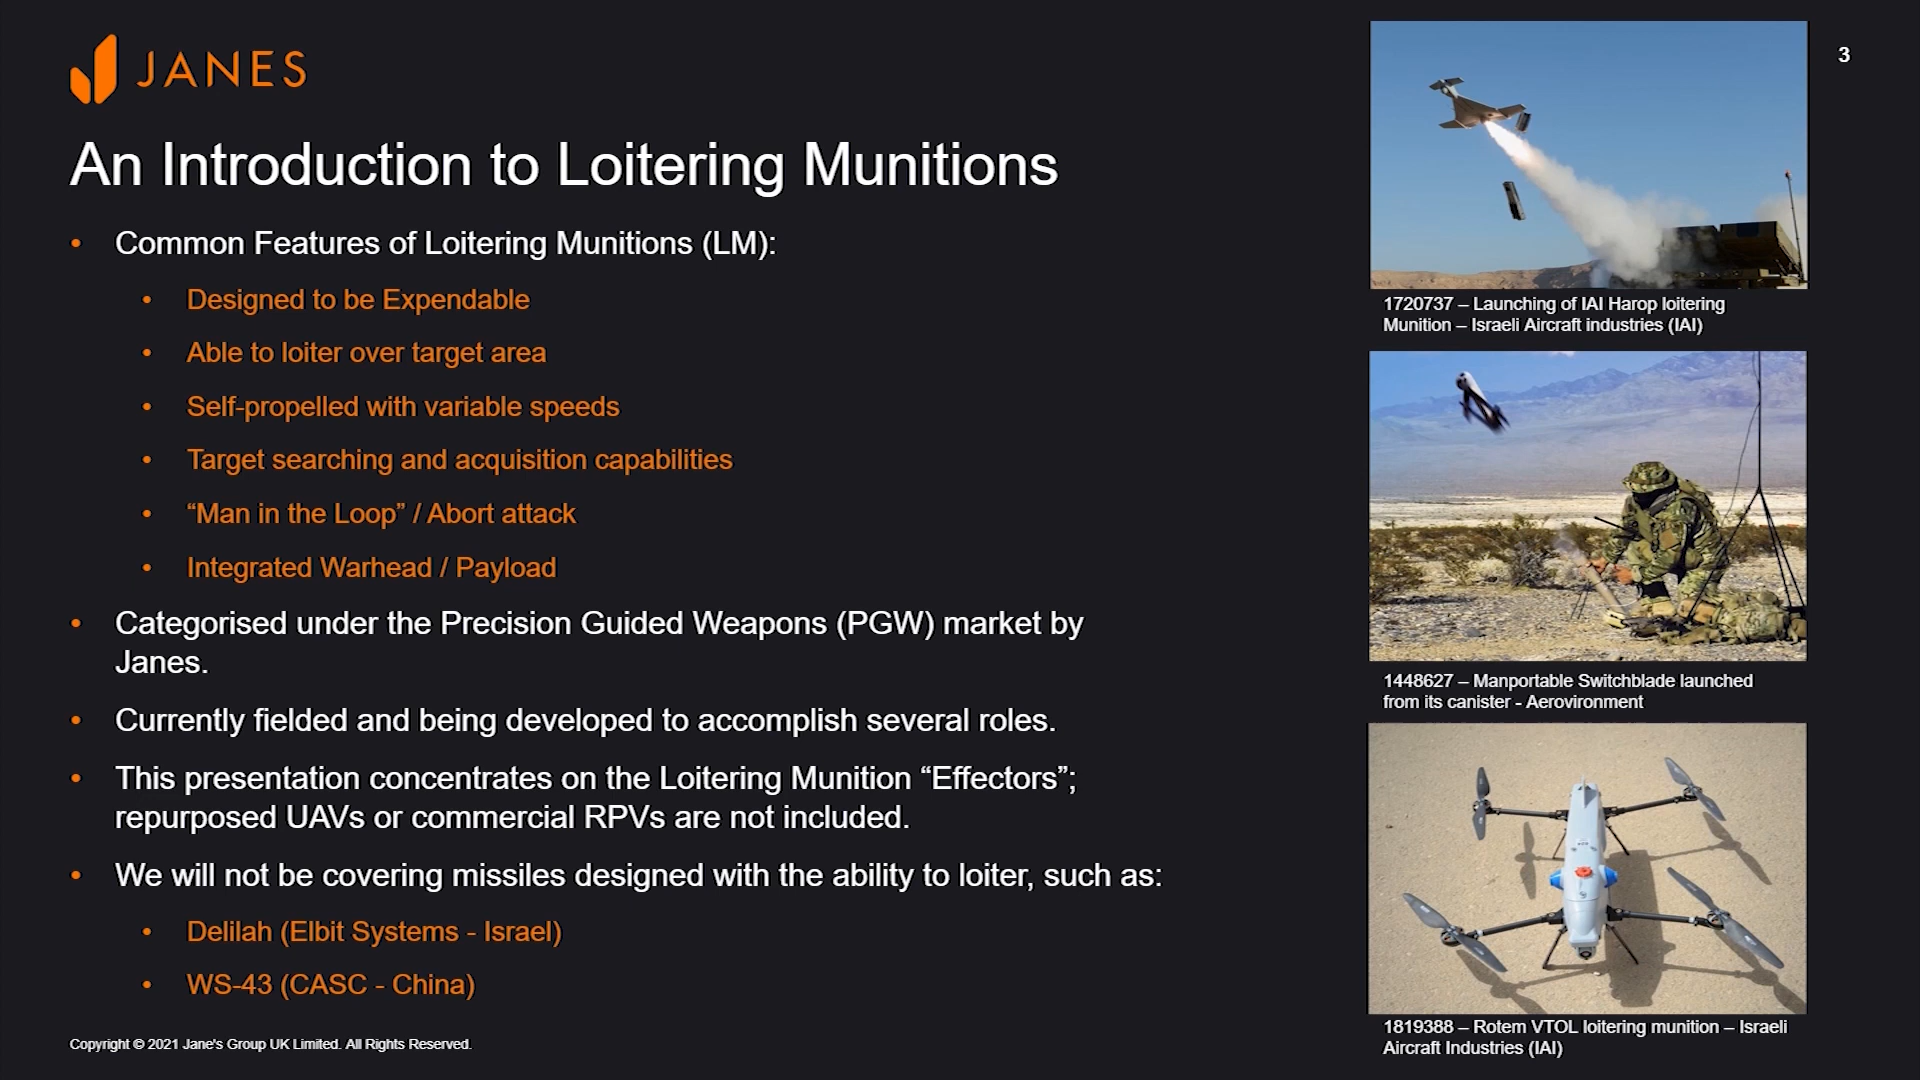 JANES
3
An Introduction to Loitering Munitions
• Common Features of Loitering Munitions (LM):
• Designed to be Expendable
• Able to loiter over target area
• Self-propelled with variable speeds
• Target searching and acquisition capabilities
• “Man in the Loop” / Abort attack
• Integrated Warhead / Payload
• Categorised under the Precision Guided Weapons (PGW) market by
Janes.
• Currently fielded and being developed to accomplish several roles.
• This presentation concentrates on the Loitering Munition “Effectors”;
repurposed UAVs or commercial RPVs are not included.
• We will not be covering missiles designed with the ability to loiter, such as:
• Delilah (Elbit Systems - Israel)
• WS-43 (CASC - China)
Copyright © 2021 Jane's Group UK Limited. All Rights Reserved.
1720737 – Launching of IAI Harop loitering
Munition – Israeli Aircraft industries (IAI)
1448627 – Manportable Switchblade launched
from its canister - Aerovironment
1819388 – Rotem VTOL loitering munition – Israeli
Aircraft Industries (IAI)